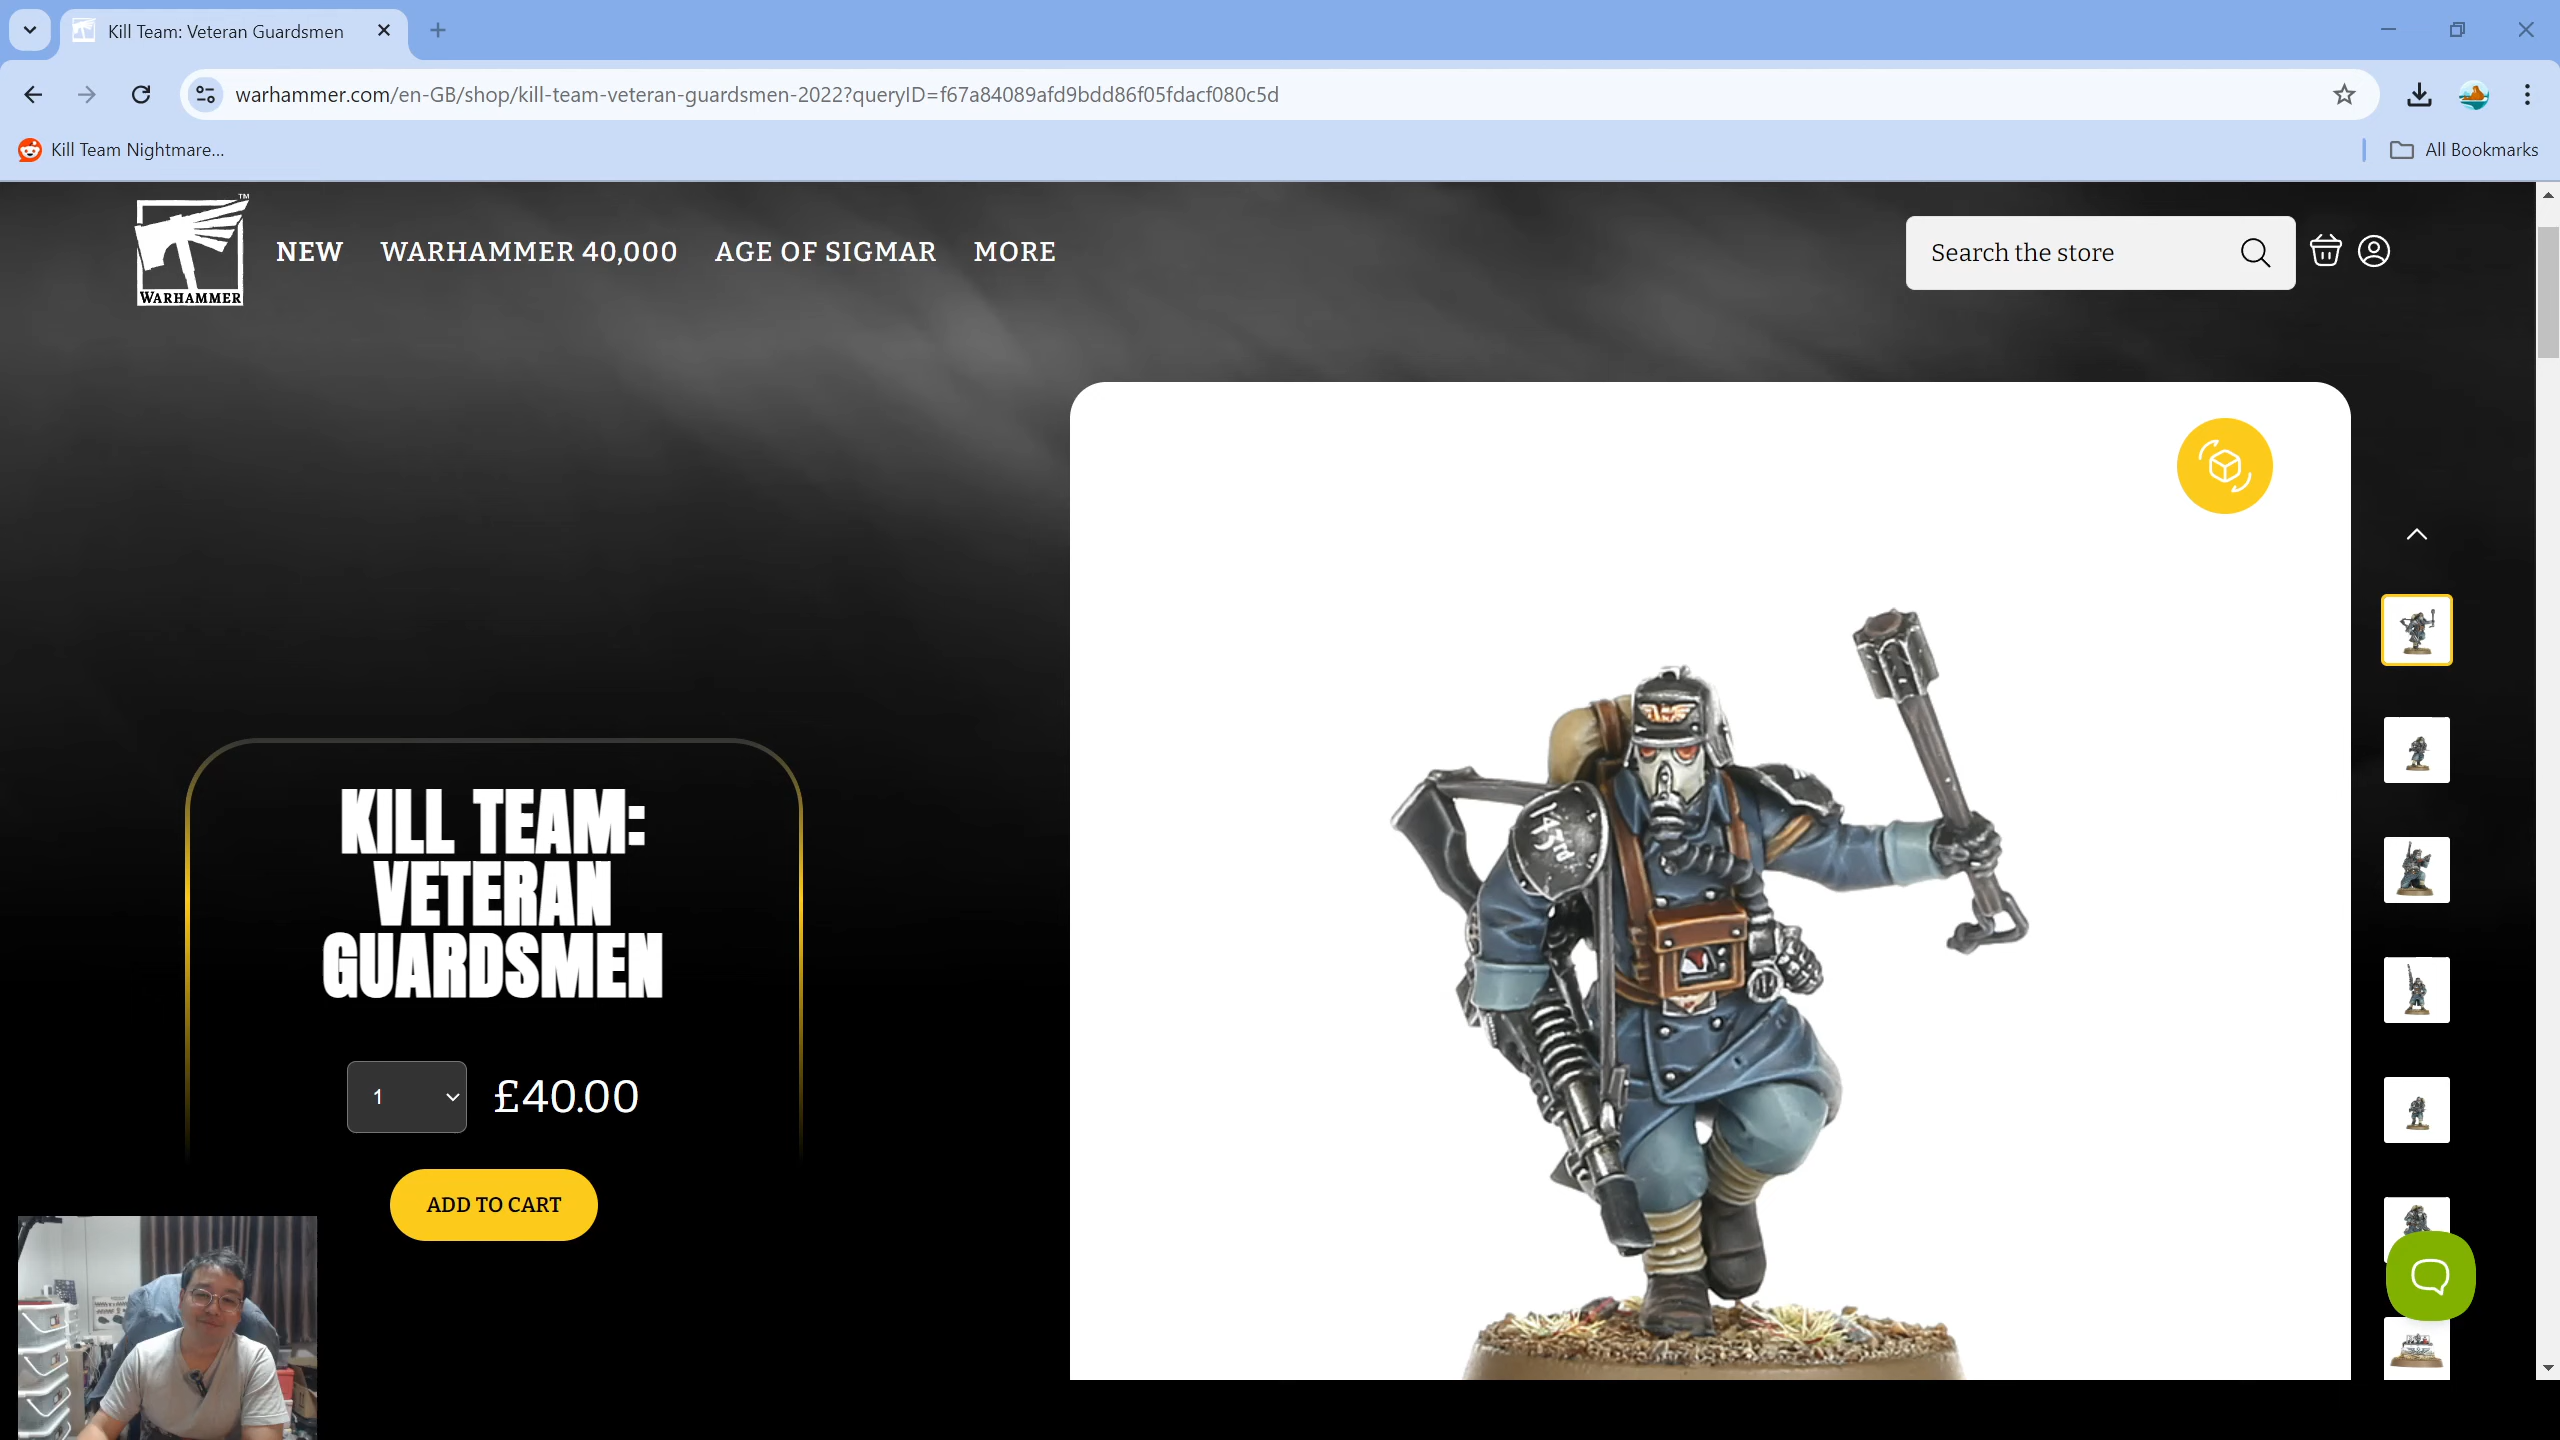 Kill Team: Veteran Guardsmen
warhammer.com/en-GB/shop/kill-team-veteran-guardsmen-2022?queryID=f67a84089afd9bdd86f05fdacf080c5d
Kill Team Nightmare...
All Bookmarks
WARHAMMER
TM
NEW
WARHAMMER 40,000
AGE OF SIGMAR
MORE
Search the store
KILL TEAM:
VETERAN
GUARDSMEN
1
£40.00
ADD TO CART
143rd